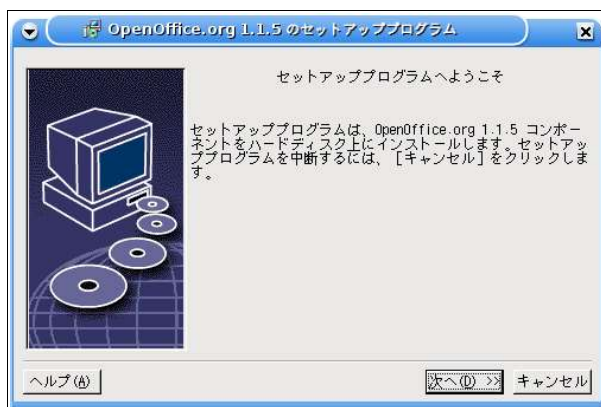 OpenOffice.org 1.1.5 のセットアッププログラム
セットアッププログラムへようこそ
セットアッププログラムは、OpenOffice.org 1.1.5 コンポー
ネントをハードディスク上にインストールします。セットアッ
ププログラムを中断するには、［キャンセル］をクリックしま
す。
ヘルプ(A)
次へ(D) >>
キャンセル